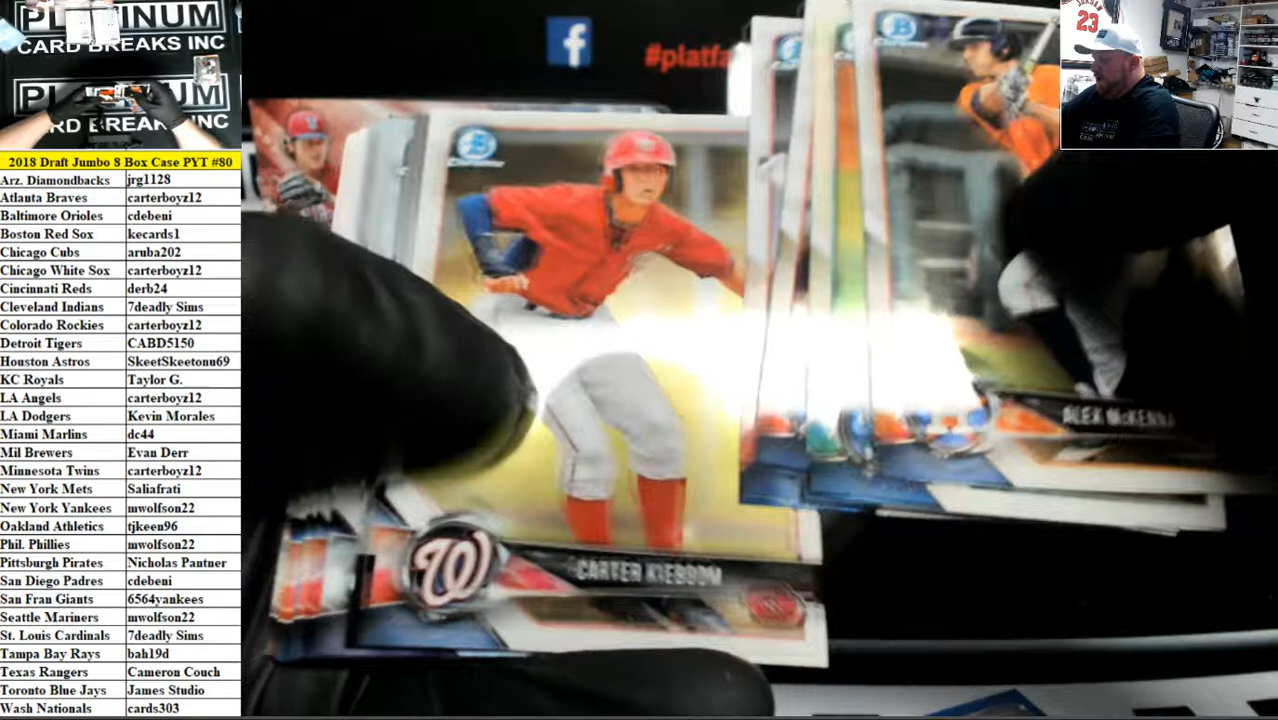 PLATINUM
CARD BREAKS INC
PLATINUM
CARD BREAKS INC
2018 Draft Jumbo 8 Box Case PYT #80
Arz. Diamondbacks jrg1128
Atlanta Braves carterboyz12
Baltimore Orioles cdebeni
Boston Red Sox kecards1
Chicago Cubs aruba202
Chicago White Sox carterboyz12
Cincinnati Reds derb24
Cleveland Indians 7deadly Sims
Colorado Rockies carterboyz12
Detroit Tigers CABD5150
Houston Astros SkeetSkeetonu69
KC Royals Taylor G.
LA Angels carterboyz12
LA Dodgers Kevin Morales
Miami Marlins dc44
Mil Brewers Evan Derr
Minnesota Twins carterboyz12
New York Mets Saliafrati
New York Yankees mwolfson22
Oakland Athletics tjkeen96
Phil. Phillies mwolfson22
Pittsburgh Pirates Nicholas Pantner
San Diego Padres cdebeni
San Fran Giants 6564yankees
Seattle Mariners mwolfson22
St. Louis Cardinals 7deadly Sims
Tampa Bay Rays bah19d
Texas Rangers Cameron Couch
Toronto Blue Jays James Studio
Wash Nationals cards303
f
#platfa
B
Chrome
W
CARTER KIEBOOM
B
Chrome
ALEX McKENNA
JORDAN
23